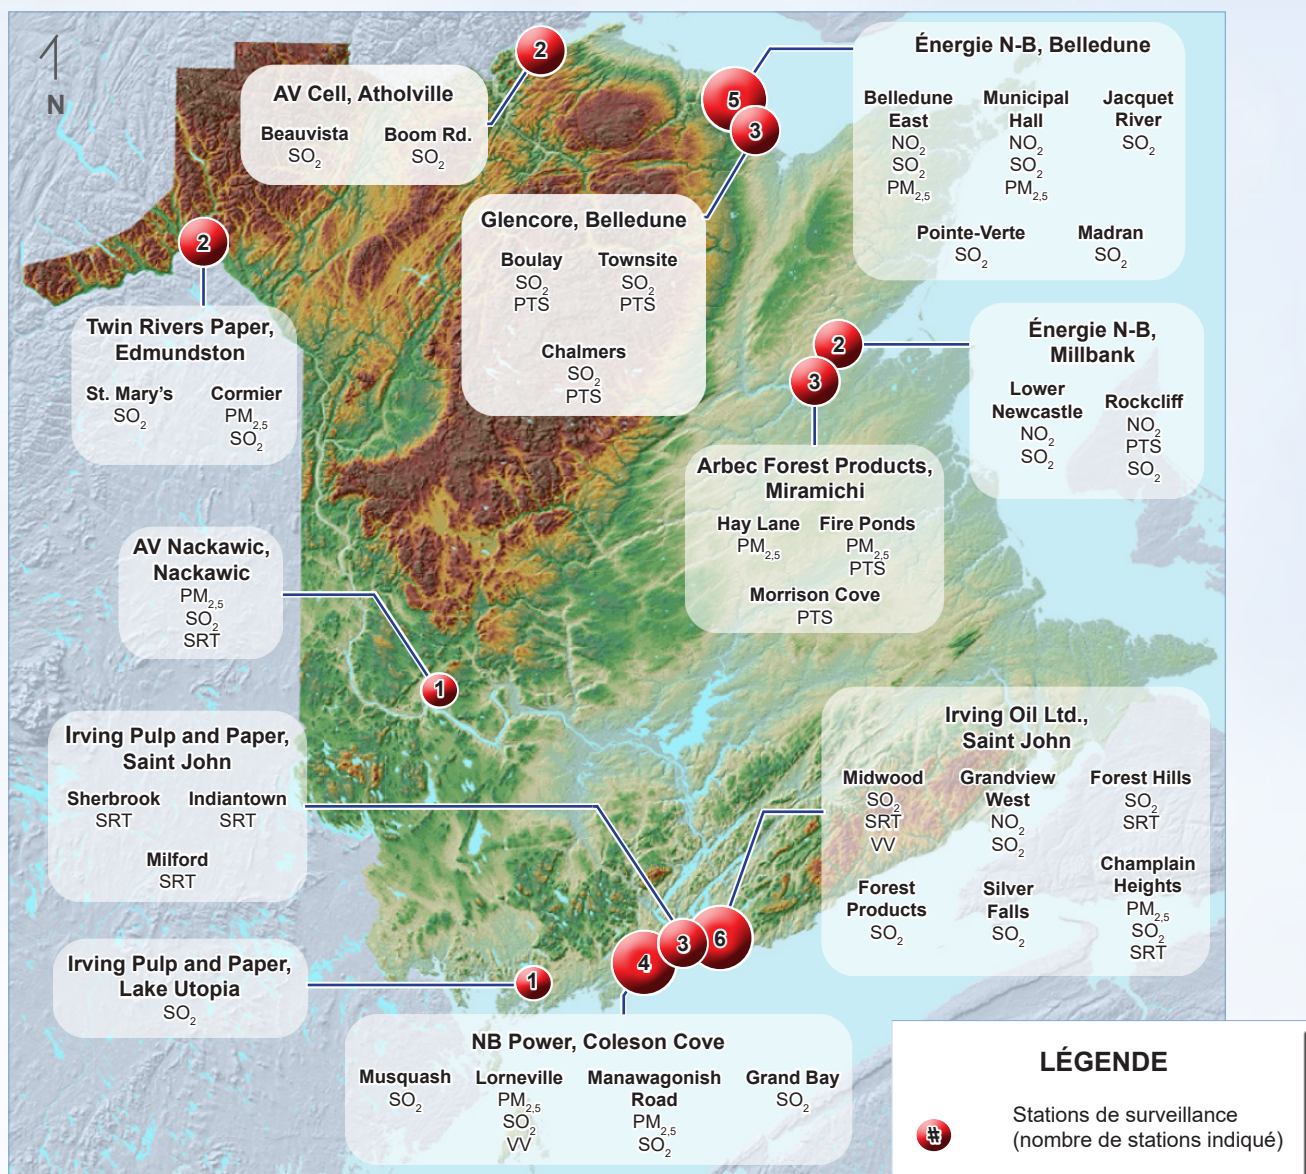 N
AV Cell, Atholville
Beauvista
SO2
Boom Rd.
SO2
2
5
3
Énergie N-B, Belledune
Belledune
East
NO2
SO2
PM2,5
Municipal
Hall
NO2
SO2
PM2,5
Jacquet
River
SO2
Pointe-Verte
SO2
Madran
SO2
Glencore, Belledune
Boulay
SO2
PTS
Townsite
SO2
PTS
Chalmers
SO2
PTS
2
Twin Rivers Paper,
Edmundston
St. Mary’s
SO2
Cormier
PM2,5
SO2
2
3
Énergie N-B,
Millbank
Lower
Newcastle
NO2
SO2
Rockcliff
NO2
PTS
SO2
Arbec Forest Products,
Miramichi
Hay Lane
PM2,5
Fire Ponds
PM2,5
PTS
Morrison Cove
PTS
AV Nackawic,
Nackawic
PM2,5
SO2
SRT
1
Irving Pulp and Paper,
Saint John
Sherbrook
SRT
Indiantown
SRT
Milford
SRT
Irving Oil Ltd.,
Saint John
Midwood
SO2
SRT
VV
Grandview
West
NO2
SO2
Forest Hills
SO2
SRT
Forest
Products
SO2
Silver
Falls
SO2
Champlain
Heights
PM2,5
SO2
SRT
4
3
6
1
Irving Pulp and Paper,
Lake Utopia
SO2
NB Power, Coleson Cove
Musquash
SO2
Lorneville
PM2,5
SO2
VV
Manawagonish
Road
PM2,5
SO2
Grand Bay
SO2
LÉGENDE
#
Stations de surveillance
(nombre de stations indiqué)